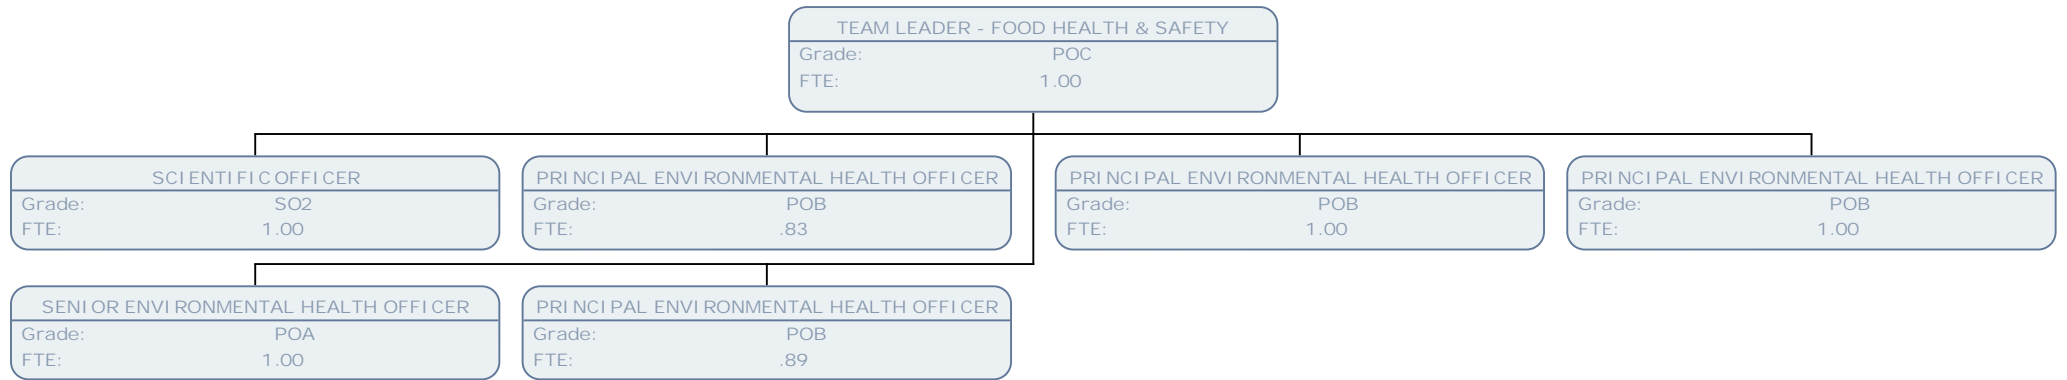 TEAM LEADER - FOOD HEALTH & SAFETY
Grade: POC
FTE: 1.00
SCIENTIFIC OFFICER
Grade: SO2
FTE: 1.00
PRINCIPAL ENVIRONMENTAL HEALTH OFFICER
Grade: POB
FTE: .83
PRINCIPAL ENVIRONMENTAL HEALTH OFFICER
Grade: POB
FTE: 1.00
PRINCIPAL ENVIRONMENTAL HEALTH OFFICER
Grade: POB
FTE: 1.00
SENIOR ENVIRONMENTAL HEALTH OFFICER
Grade: POA
FTE: 1.00
PRINCIPAL ENVIRONMENTAL HEALTH OFFICER
Grade: POB
FTE: .89